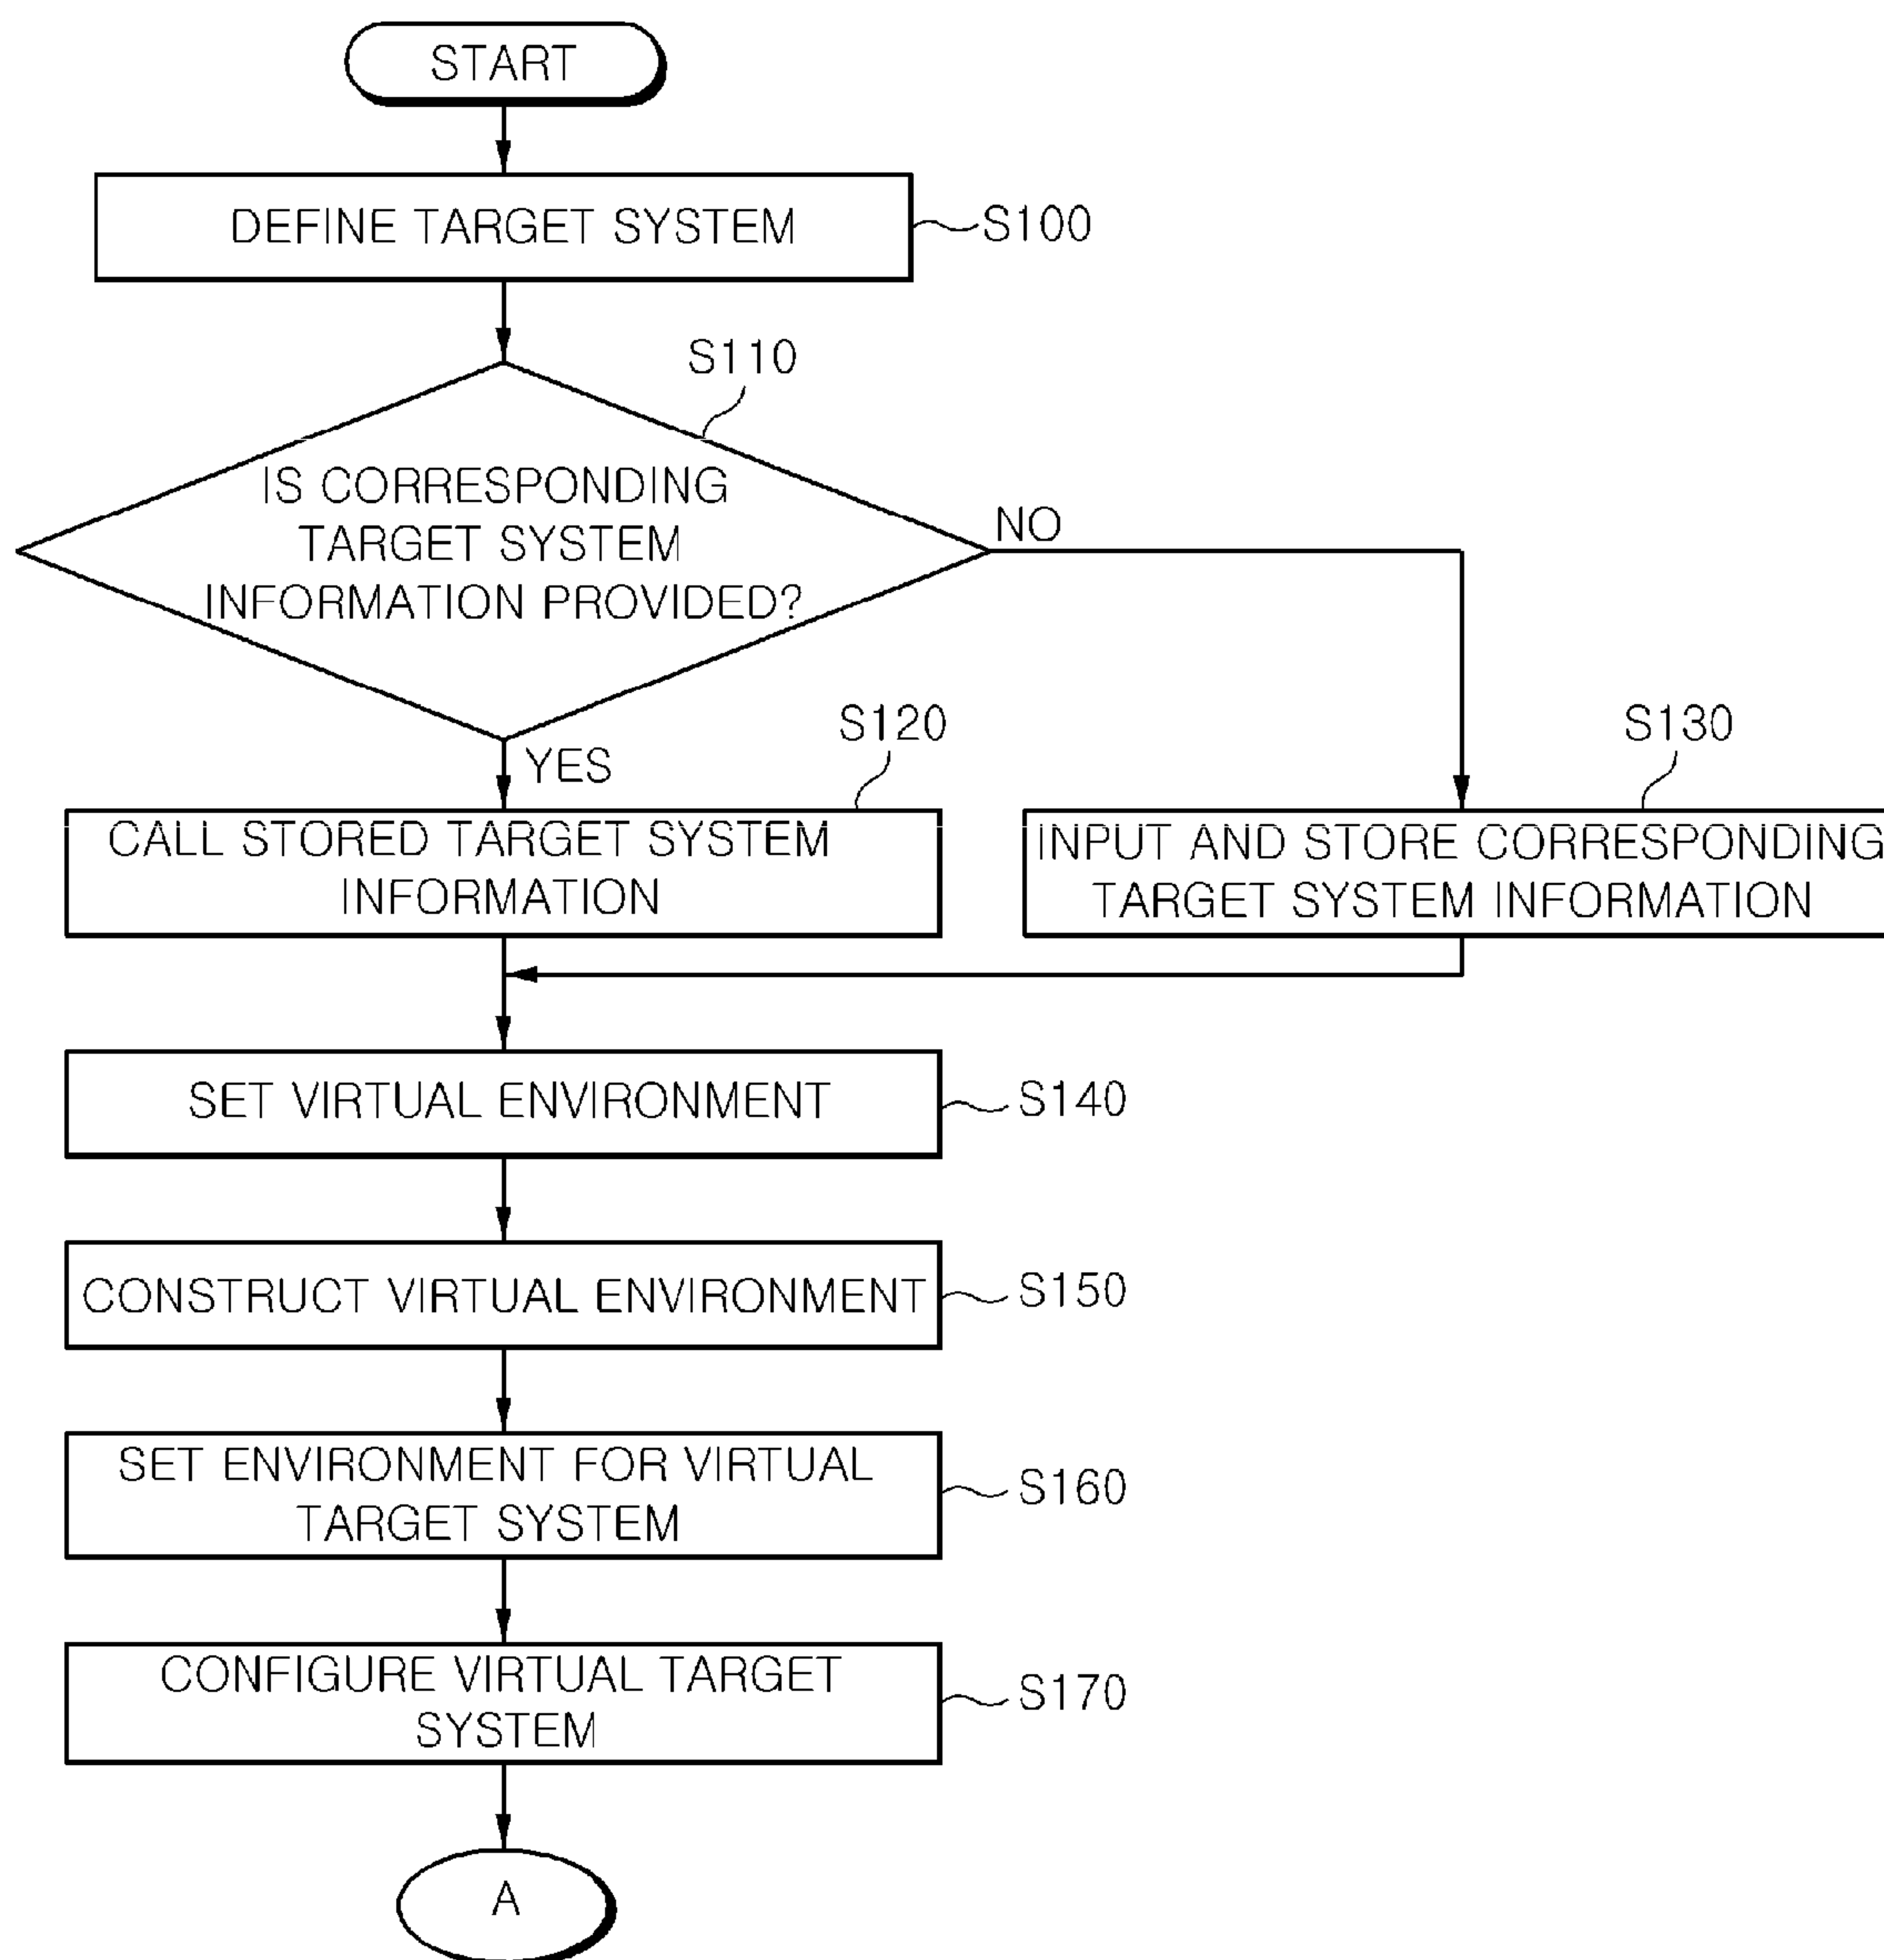 START
DEFINE TARGET SYSTEM
S100
S110
IS CORRESPONDING
TARGET SYSTEM
INFORMATION PROVIDED?
NO
YES
S120
CALL STORED TARGET SYSTEM
INFORMATION
S130
INPUT AND STORE CORRESPONDING
TARGET SYSTEM INFORMATION
SET VIRTUAL ENVIRONMENT
S140
CONSTRUCT VIRTUAL ENVIRONMENT
S150
SET ENVIRONMENT FOR VIRTUAL
TARGET SYSTEM
S160
CONFIGURE VIRTUAL TARGET
SYSTEM
S170
A